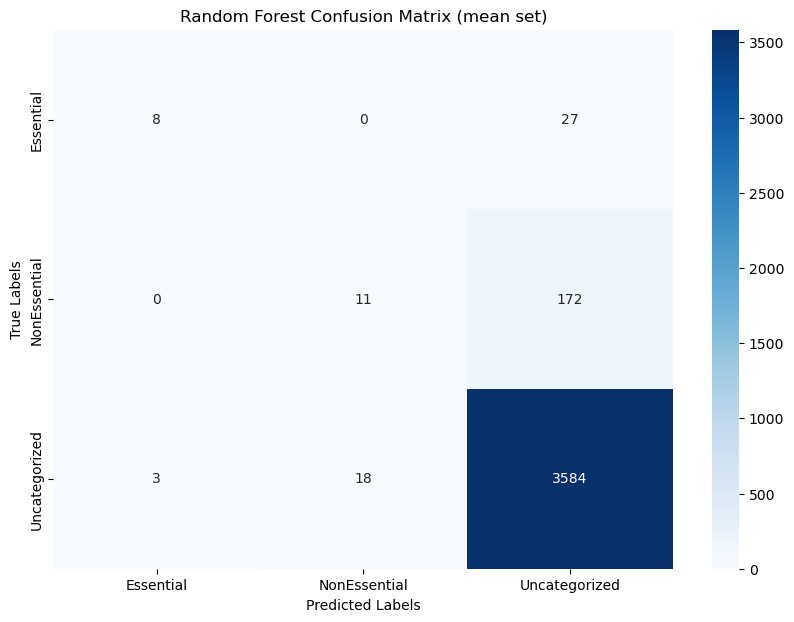 Random Forest Confusion Matrix (mean set)
True Labels
Essential
NonEssential
Uncategorized
8 0 27
0 11 172
3 18 3584
Essential NonEssential Uncategorized
Predicted Labels
3500
3000
2500
2000
1500
1000
500
0